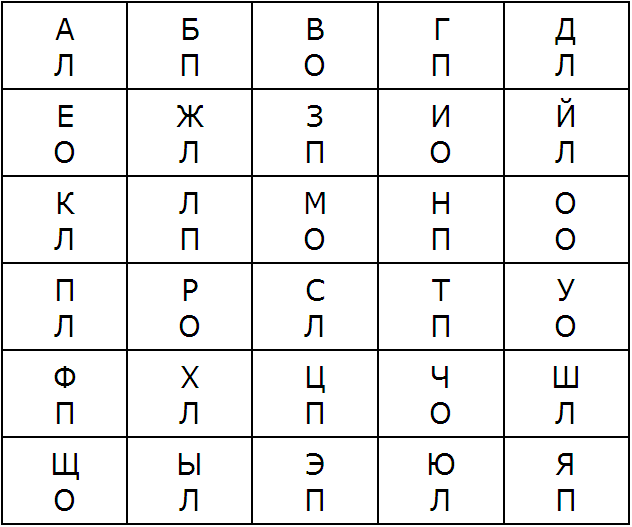 А Б В Г Д
Л П О П Л
Е Ж З И Й
О Л П О Л
К Л М Н О
Л П О П О
П Р С Т У
Л О Л П О
Ф Х Ц Ч Ш
П Л П О Л
Щ Ы Э Ю Я
О Л П Л П